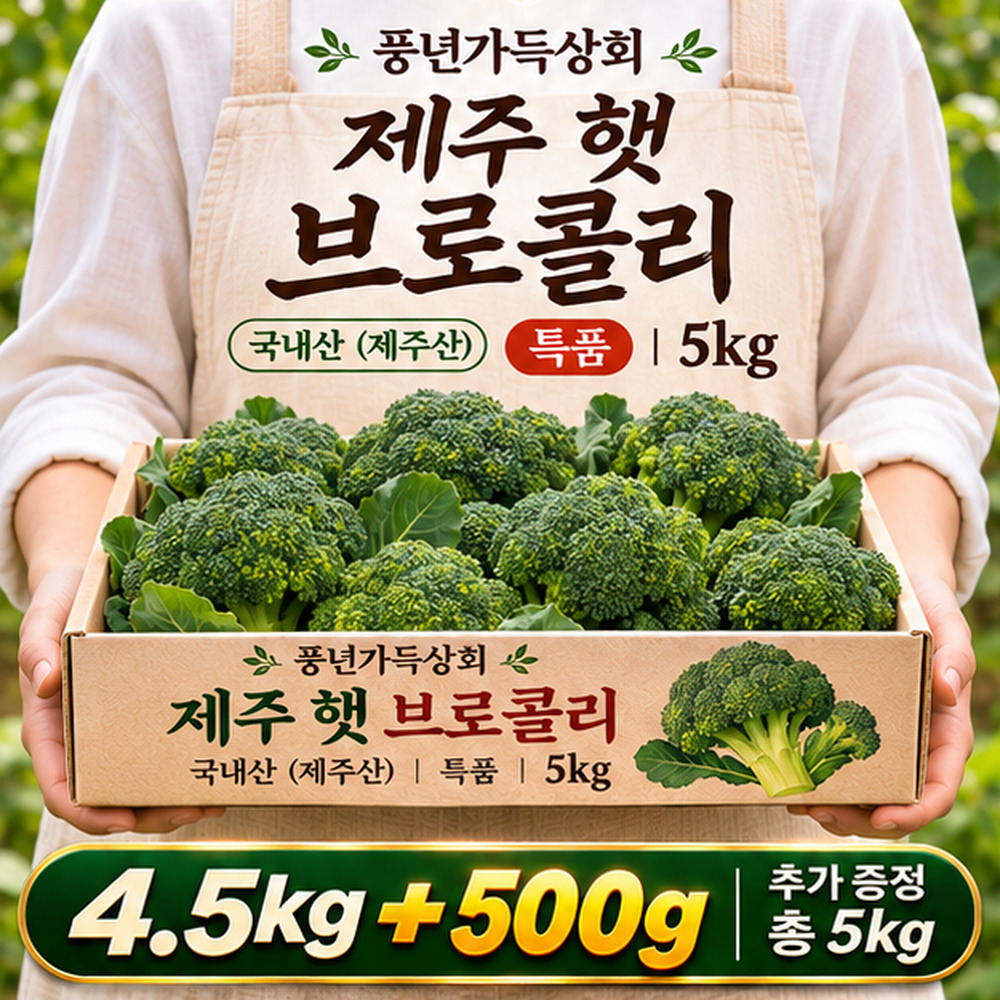 풍년가득상회
제주 햇
브로콜리
국내산 (제주산) 특품 | 5kg
풍년가득상회
제주 햇 브로콜리
국내산 (제주산) | 특품 | 5kg
4.5kg + 500g
추가 증정
총 5kg